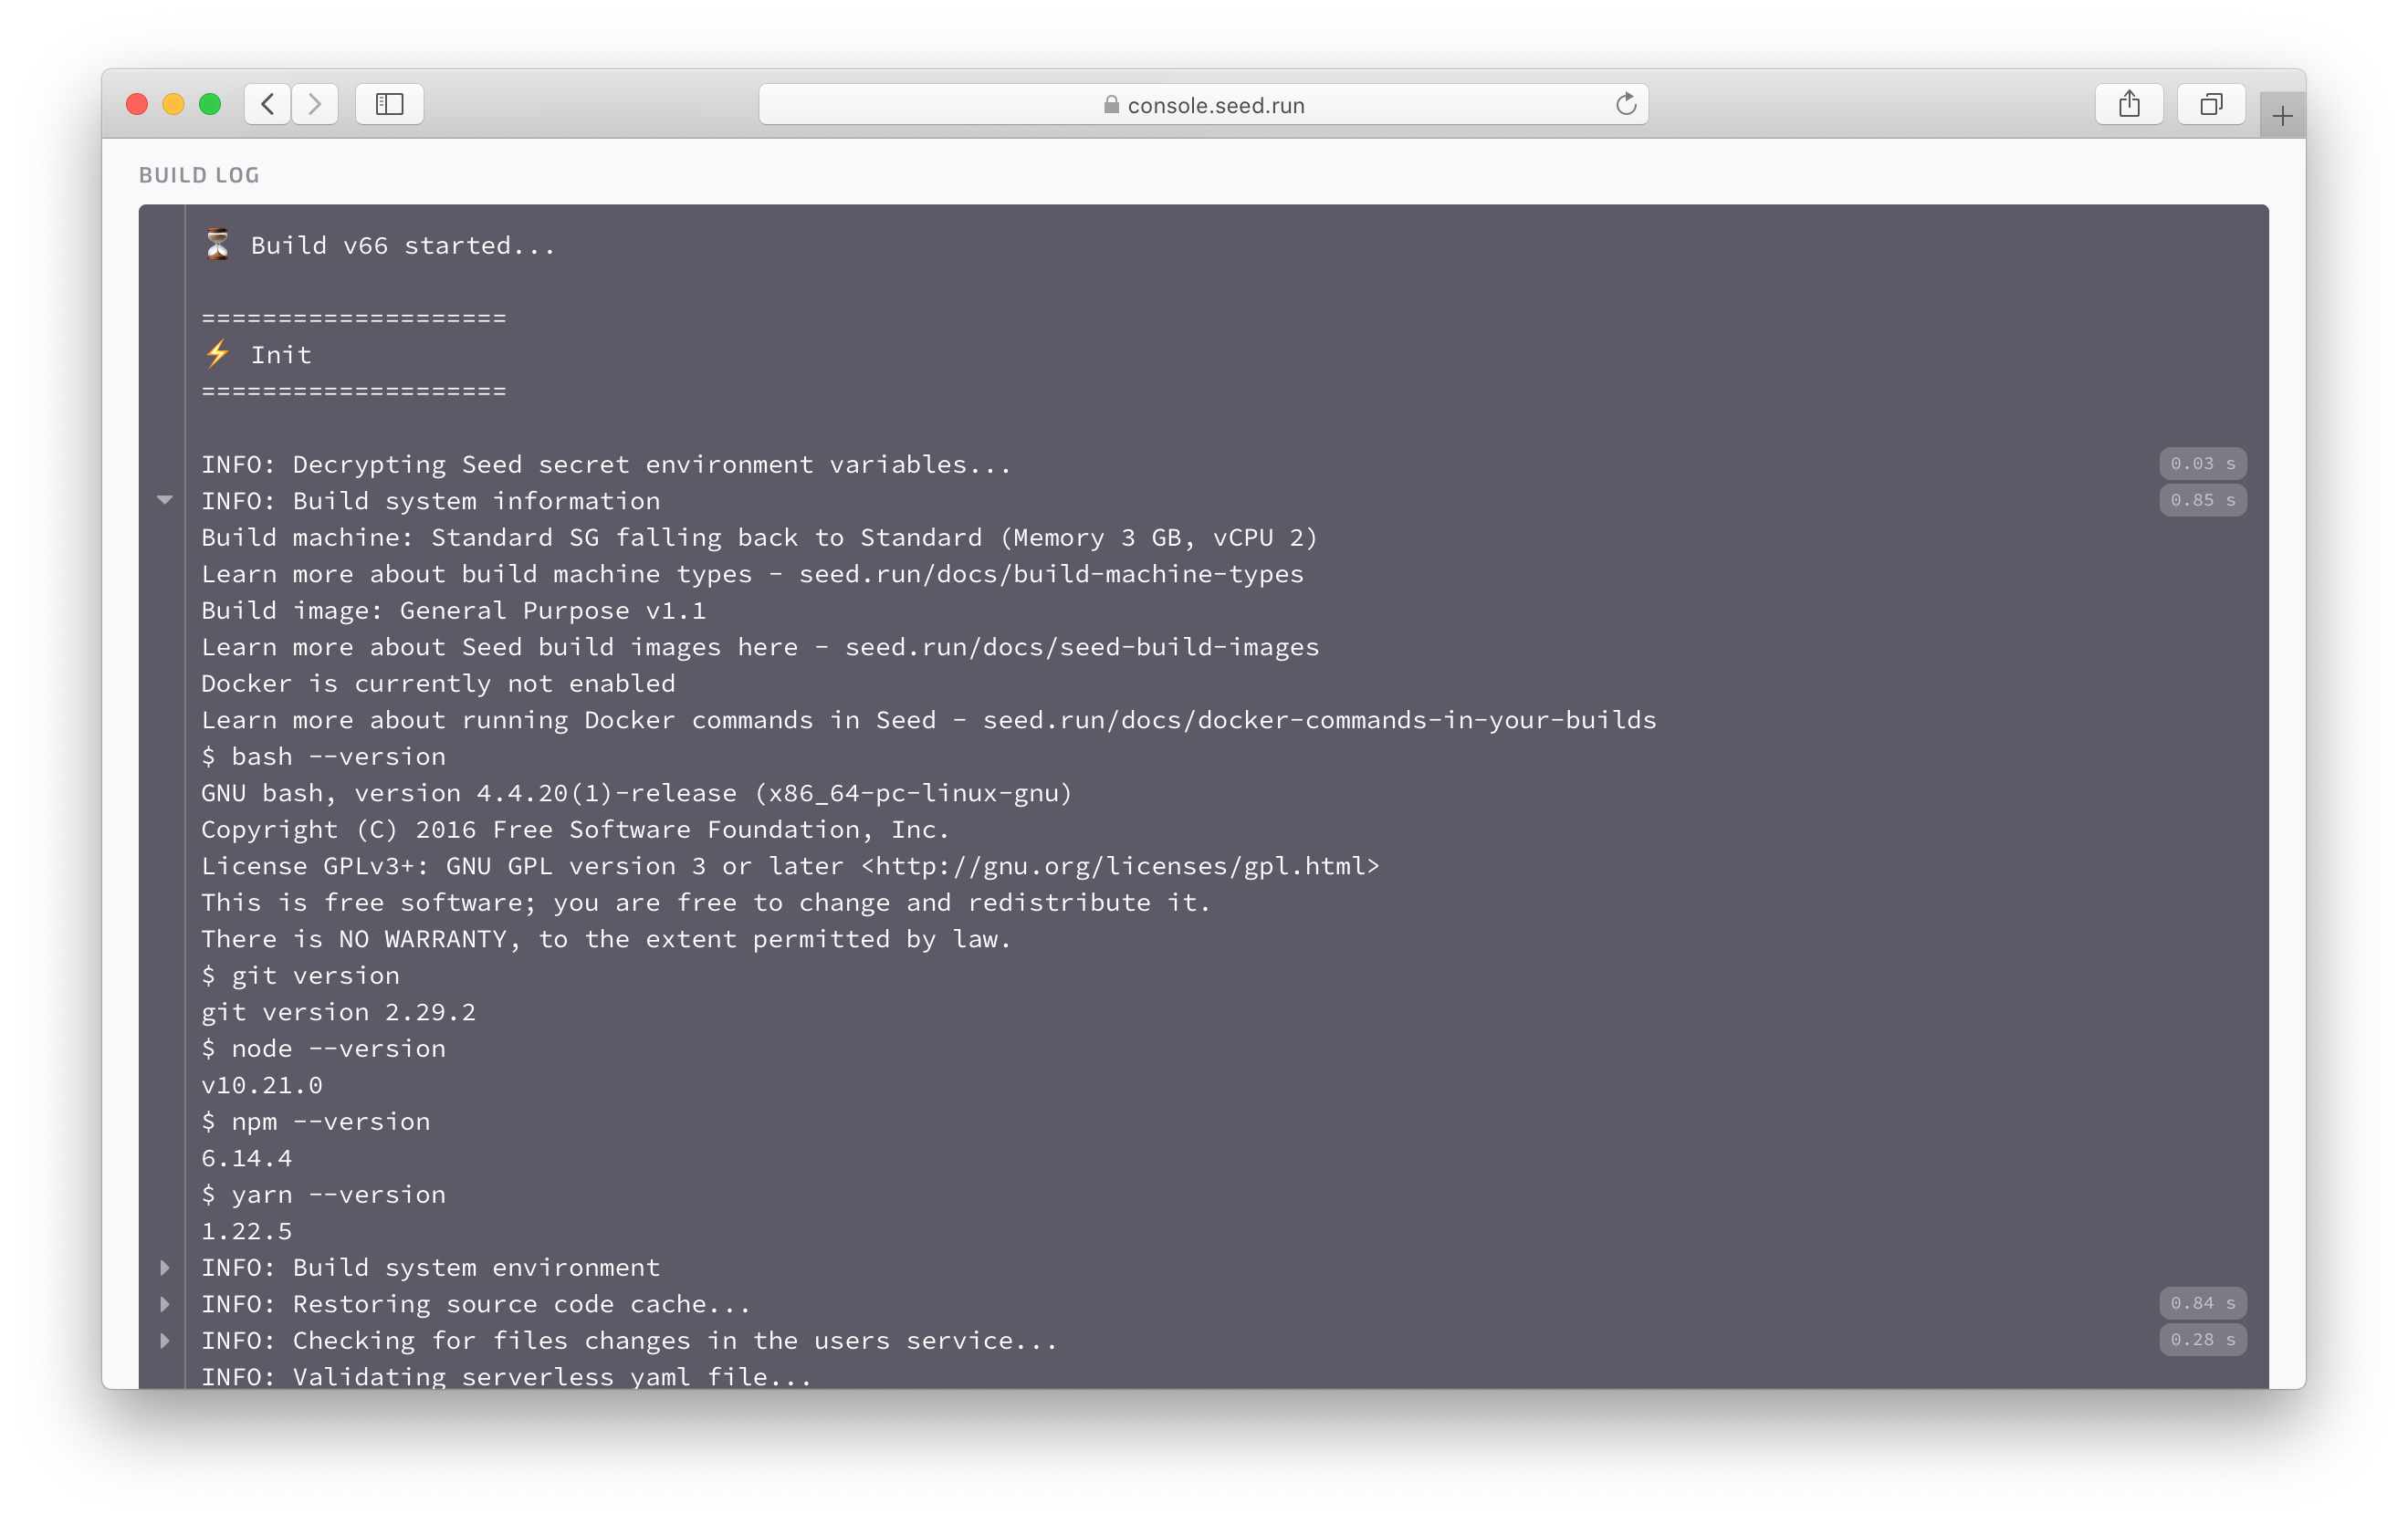 console.seed.run
BUILD LOG
⏳ Build v66 started...
====================
⚡ Init
====================
INFO: Decrypting Seed secret environment variables... 0.03 s
INFO: Build system information 0.85 s
Build machine: Standard SG falling back to Standard (Memory 3 GB, vCPU 2)
Learn more about build machine types - seed.run/docs/build-machine-types
Build image: General Purpose v1.1
Learn more about Seed build images here - seed.run/docs/seed-build-images
Docker is currently not enabled
Learn more about running Docker commands in Seed - seed.run/docs/docker-commands-in-your-builds
$ bash --version
GNU bash, version 4.4.20(1)-release (x86_64-pc-linux-gnu)
Copyright (C) 2016 Free Software Foundation, Inc.
License GPLv3+: GNU GPL version 3 or later <http://gnu.org/licenses/gpl.html>
This is free software; you are free to change and redistribute it.
There is NO WARRANTY, to the extent permitted by law.
$ git version
git version 2.29.2
$ node --version
v10.21.0
$ npm --version
6.14.4
$ yarn --version
1.22.5
INFO: Build system environment
INFO: Restoring source code cache... 0.84 s
INFO: Checking for files changes in the users service... 0.28 s
INFO: Validating serverless yaml file...